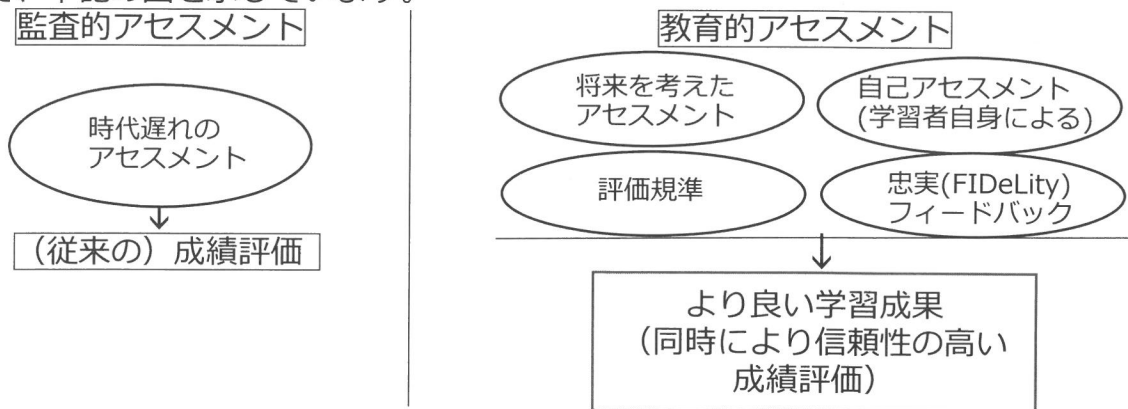 監査的アセスメント
時代遅れの
アセスメント
(従来の) 成績評価
教育的アセスメント
将来を考えた
アセスメント
自己アセスメント
(学習者自身による)
評価規準
忠実(FIDeLity)
フィードバック
より良い学習成果
(同時により信頼性の高い
成績評価)